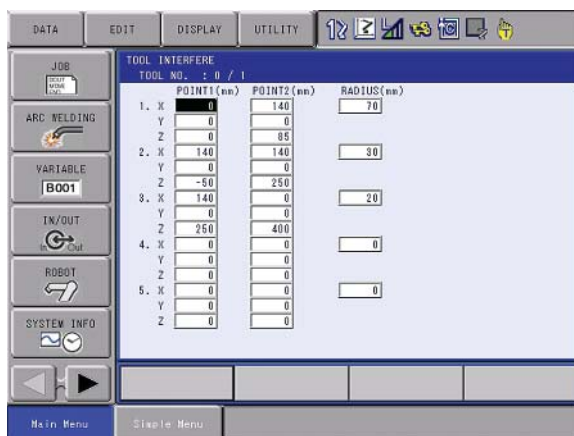 DATA EDIT DISPLAY UTILITY
JOB
DOUT
MOVE
END
ARC WELDING
VARIABLE
B001
IN/OUT
In Out
ROBOT
SYSTEM INFO
TOOL INTERFERE
TOOL NO. : 0 / 1
POINT1(mm) POINT2(mm) RADIUS(mm)
1. X 0 140 70
Y 0 0
Z 0 85
2. X 140 140 30
Y 0 0
Z -50 250
3. X 140 0 20
Y 0 0
Z 250 400
4. X 0 0 0
Y 0 0
Z 0 0
5. X 0 0 0
Y 0 0
Z 0 0
Main Menu Simple Menu